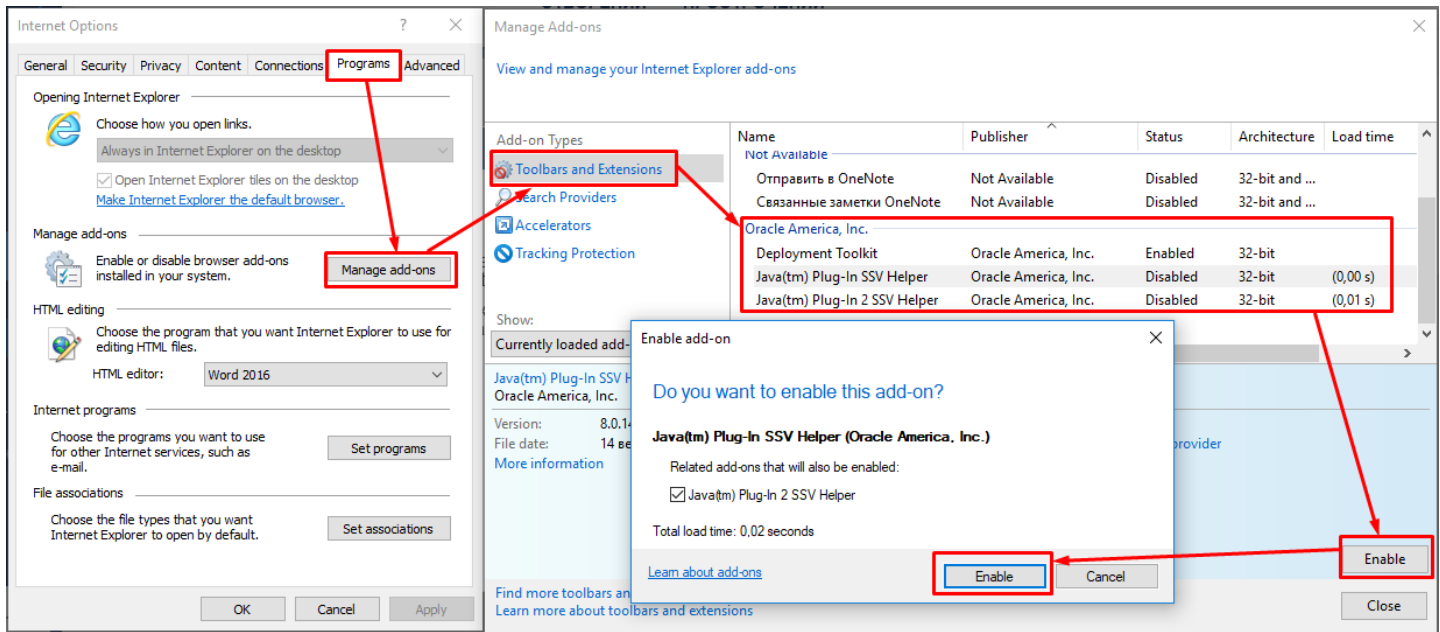 Internet Options
?
General Security Privacy Content Connections Programs Advanced
Opening Internet Explorer
Choose how you open links.
Always in Internet Explorer on the desktop
Open Internet Explorer tiles on the desktop
Make Internet Explorer the default browser.
Manage add-ons
Enable or disable browser add-ons
installed in your system.
Manage add-ons
HTML editing
Choose the program that you want Internet Explorer to use for
editing HTML files.
HTML editor: Word 2016
Internet programs
Choose the programs you want to use
for other Internet services, such as
e-mail.
Set programs
File associations
Choose the file types that you want
Internet Explorer to open by default.
Set associations
OK Cancel Apply
Manage Add-ons
View and manage your Internet Explorer add-ons
Add-on Types
Toolbars and Extensions
Search Providers
Accelerators
Tracking Protection
Show:
Currently loaded add-
Name Publisher Status Architecture Load time
Not Available
Отправить в OneNote Not Available Disabled 32-bit and ...
Связанные заметки OneNote Not Available Disabled 32-bit and ...
Oracle America, Inc.
Deployment Toolkit Oracle America, Inc. Enabled 32-bit
Java(tm) Plug-In SSV Helper Oracle America, Inc. Disabled 32-bit (0,00 s)
Java(tm) Plug-In 2 SSV Helper Oracle America, Inc. Disabled 32-bit (0,01 s)
Java(tm) Plug-In SSV
Oracle America, Inc.
Version: 8.0.14
File date: 14 ве
More information
provider
Enable add-on
Do you want to enable this add-on?
Java(tm) Plug-In SSV Helper (Oracle America, Inc.)
Related add-ons that will also be enabled:
Java(tm) Plug-In 2 SSV Helper
Total load time: 0,02 seconds
Learn about add-ons
Enable Cancel
Enable
Find more toolbars an
Learn more about toolbars and extensions
Close